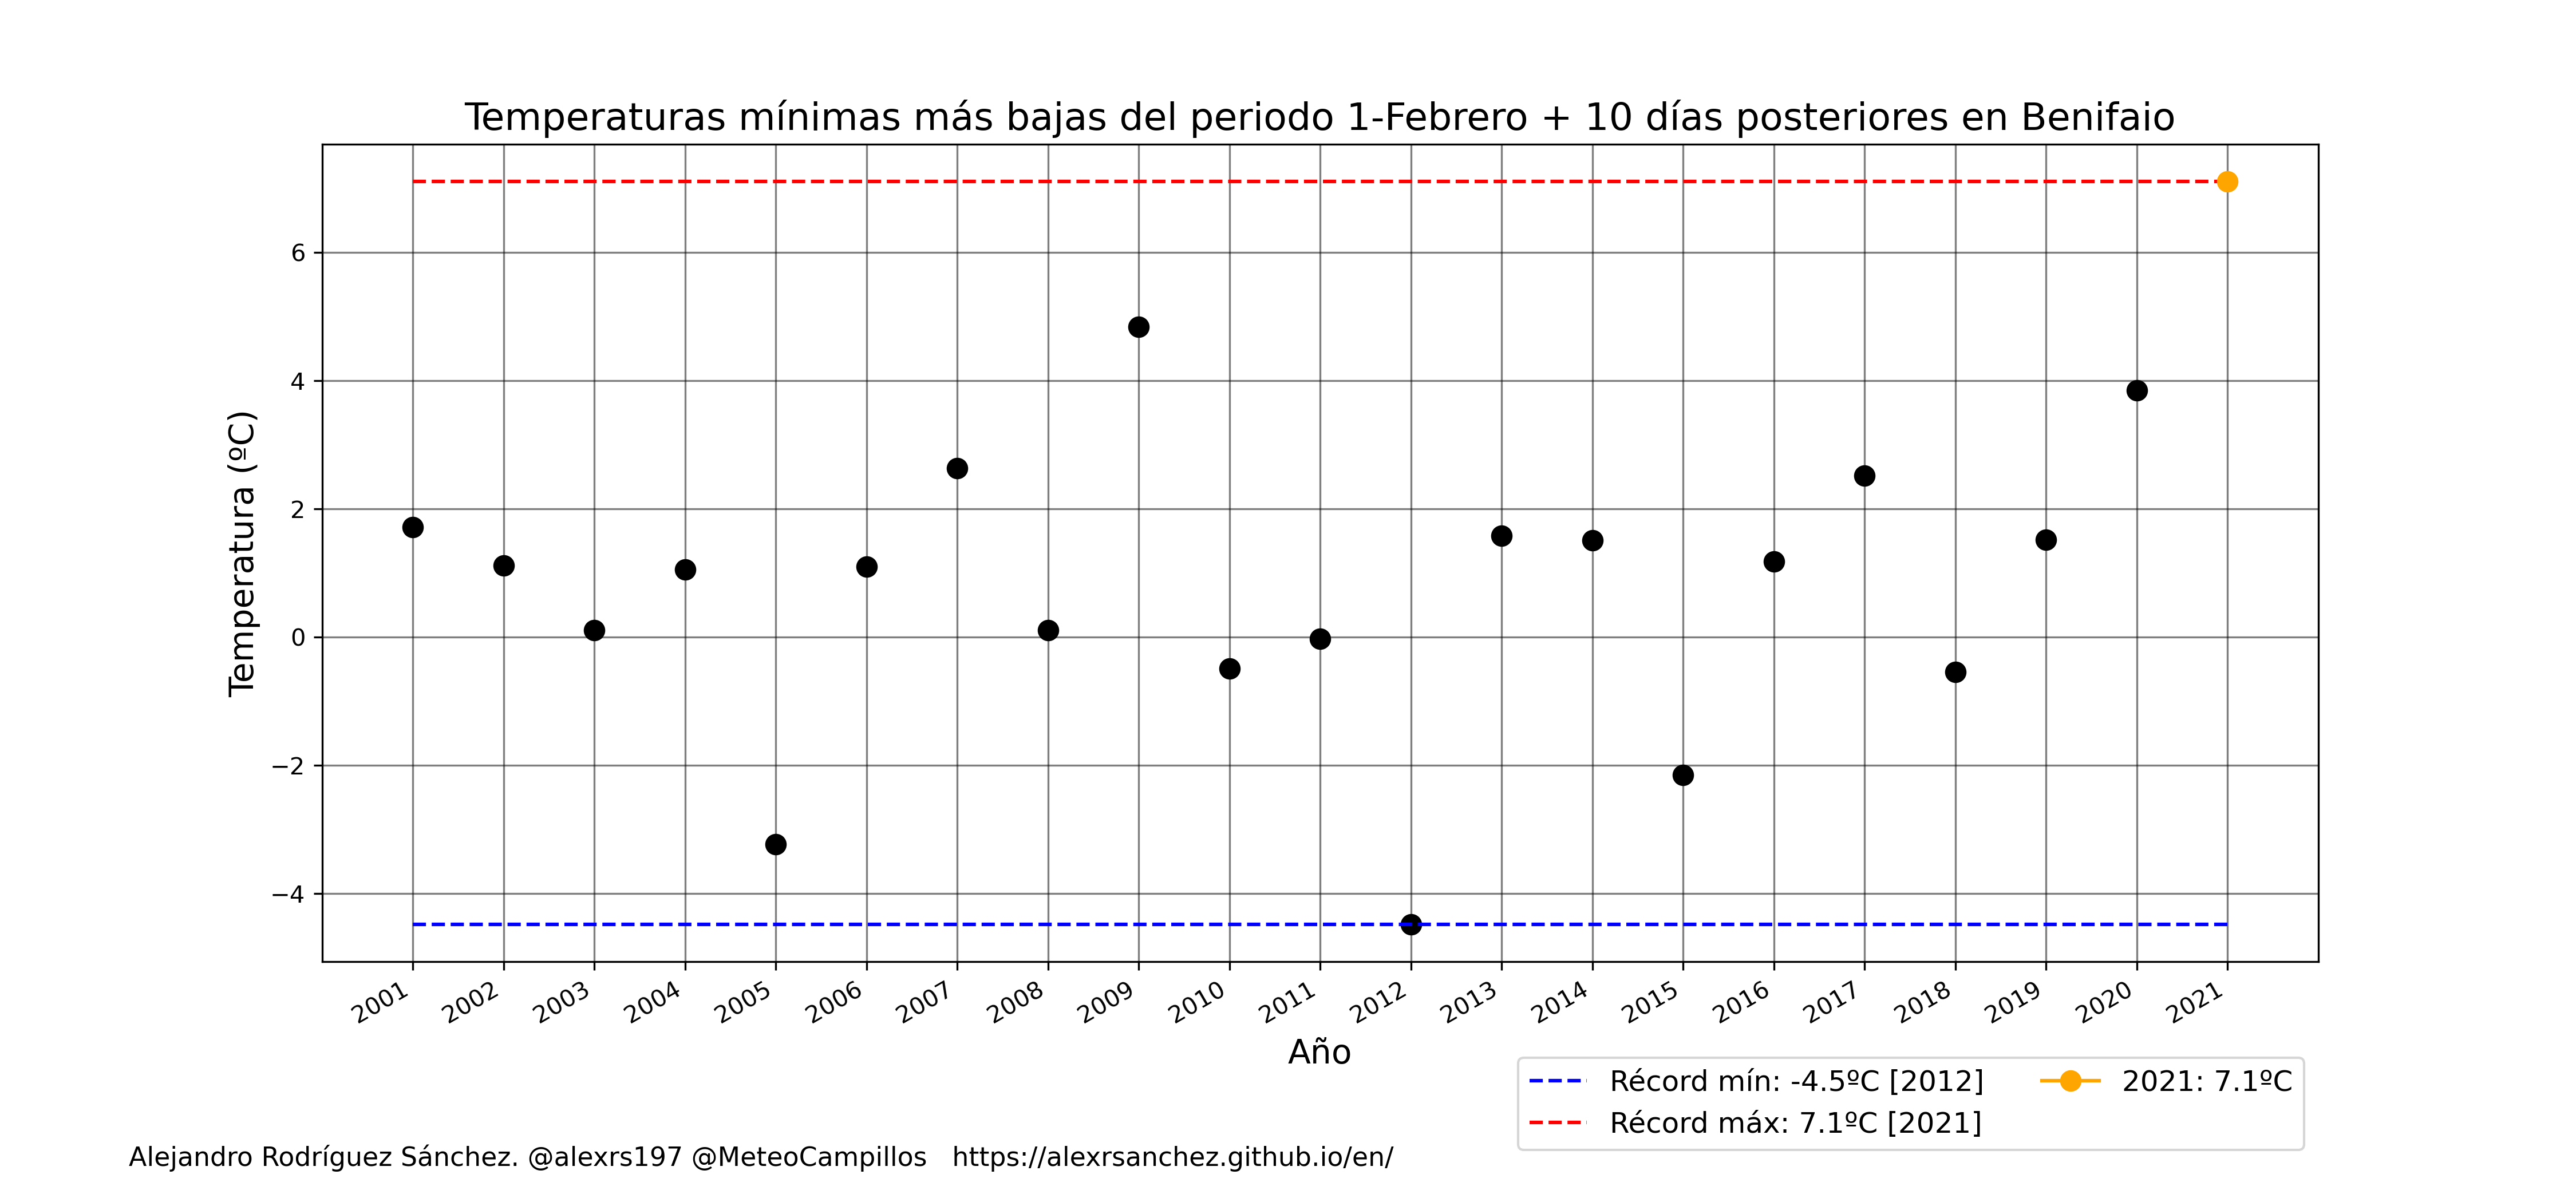 Temperaturas mínimas más bajas del periodo 1-Febrero + 10 días posteriores en Benifaio
Temperatura (ºC)
6
4
2
0
−2
−4
2001 2002 2003 2004 2005 2006 2007 2008 2009 2010 2011 2012 2013 2014 2015 2016 2017 2018 2019 2020 2021
Año
Récord mín: -4.5ºC [2012]
Récord máx: 7.1ºC [2021]
2021: 7.1ºC
Alejandro Rodríguez Sánchez. @alexrs197 @MeteoCampillos https://alexrsanchez.github.io/en/